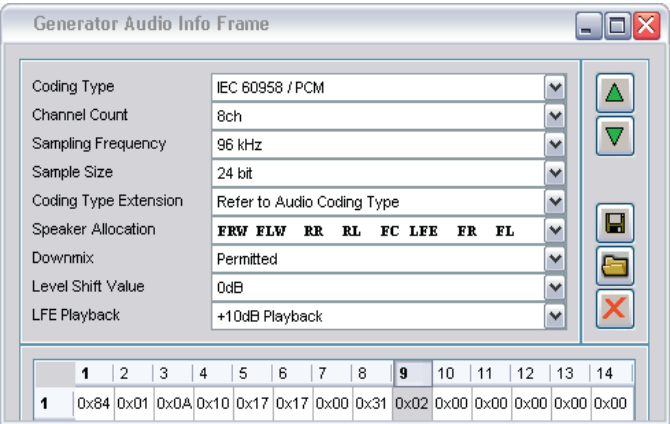 Generator Audio Info Frame
Coding Type IEC 60958 / PCM
Channel Count 8ch
Sampling Frequency 96 kHz
Sample Size 24 bit
Coding Type Extension Refer to Audio Coding Type
Speaker Allocation FRW FLW RR RL FC LFE FR FL
Downmix Permitted
Level Shift Value 0dB
LFE Playback +10dB Playback
1 2 3 4 5 6 7 8 9 10 11 12 13 14
1 0x84 0x01 0x0A 0x10 0x17 0x17 0x00 0x31 0x02 0x00 0x00 0x00 0x00 0x00